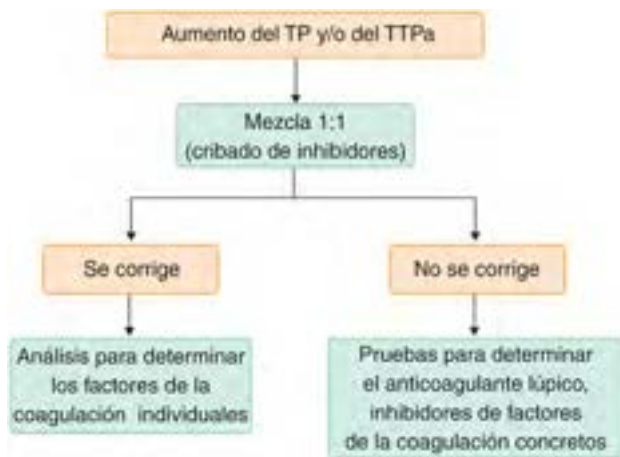 Aumento del TP y/o del TTPa
Mezcla 1:1
(cribado de inhibidores)
Se corrige
No se corrige
Análisis para determinar
los factores de la
coagulación individuales
Pruebas para determinar
el anticoagulante lúpico,
inhibidores de factores
de la coagulación concretos